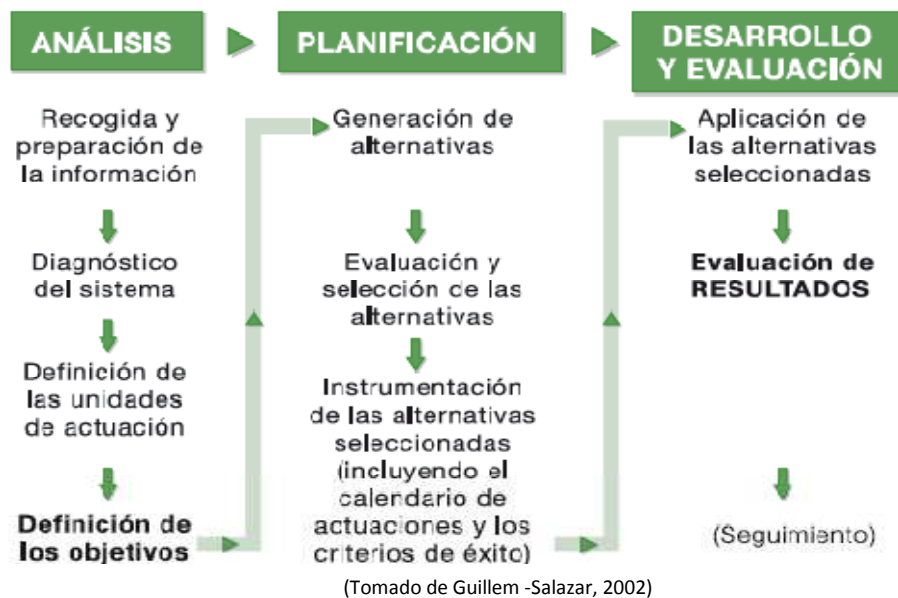 ANÁLISIS
Recogida y
preparación de
la información
Diagnóstico
del sistema
Definición de
las unidades
de actuación
Definición de
los objetivos
PLANIFICACIÓN
Generación de
alternativas
Evaluación y
selección de las
alternativas
Instrumentación
de las alternativas
seleccionadas
(incluyendo el
calendario de
actuaciones y los
criterios de éxito)
DESARROLLO
Y EVALUACIÓN
Aplicación de
las alternativas
seleccionadas
Evaluación de
RESULTADOS
(Seguimiento)
(Tomado de Guillem -Salazar, 2002)